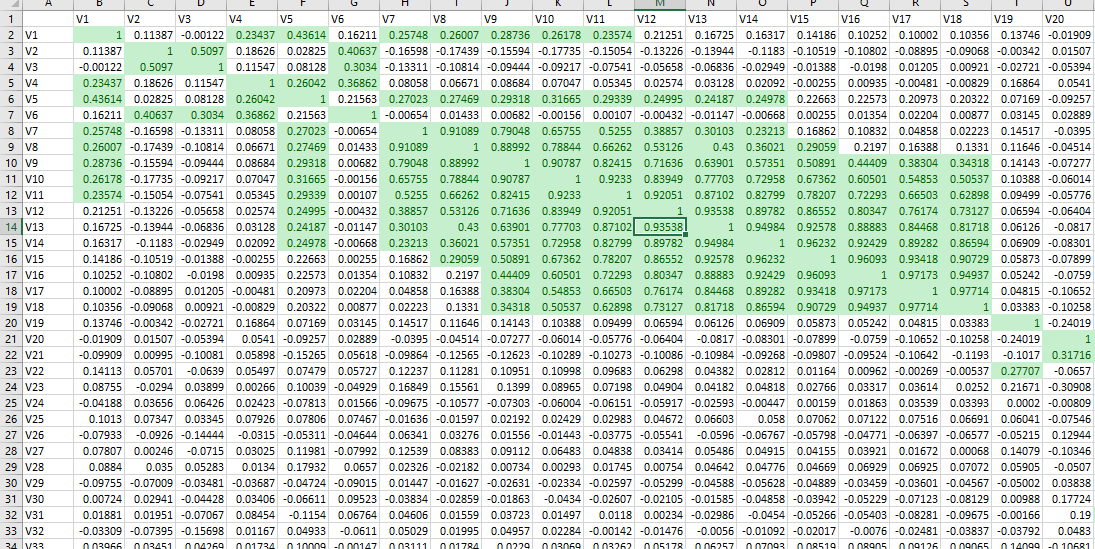 A B C D E F G H I J K L M N O P Q R S T U
1 V1 V2 V3 V4 V5 V6 V7 V8 V9 V10 V11 V12 V13 V14 V15 V16 V17 V18 V19 V20
2 V1 1 0.11387 -0.00122 0.23437 0.43614 0.16211 0.25748 0.26007 0.28736 0.26178 0.23574 0.21251 0.16725 0.16317 0.14186 0.10252 0.10002 0.10356 0.13746 -0.01909
3 V2 0.11387 1 0.5097 0.18626 0.02825 0.40637 -0.16598 -0.17439 -0.15594 -0.17735 -0.15054 -0.13226 -0.13944 -0.1183 -0.10519 -0.10802 -0.08895 -0.09068 -0.00342 0.01507
4 V3 -0.00122 0.5097 1 0.11547 0.08128 0.3034 -0.13311 -0.10814 -0.09444 -0.09217 -0.07541 -0.05658 -0.06836 -0.02949 -0.01388 -0.0198 0.01205 0.00921 -0.02721 -0.05394
5 V4 0.23437 0.18626 0.11547 1 0.26042 0.36862 0.08058 0.06671 0.08684 0.07047 0.05345 0.02574 0.03128 0.02092 -0.00255 0.00935 -0.00481 -0.00829 0.16864 0.0541
6 V5 0.43614 0.02825 0.08128 0.26042 1 0.21563 0.27023 0.27469 0.29318 0.31665 0.29339 0.24995 0.24187 0.24978 0.22663 0.22573 0.20973 0.20322 0.07169 -0.09257
7 V6 0.16211 0.40637 0.3034 0.36862 0.21563 1 -0.00654 0.01433 0.00682 -0.00156 0.00107 -0.00432 -0.01147 -0.00668 0.00255 0.01354 0.02204 0.00877 0.03145 0.02889
8 V7 0.25748 -0.16598 -0.13311 0.08058 0.27023 -0.00654 1 0.91089 0.79048 0.65755 0.5255 0.38857 0.30103 0.23213 0.16862 0.10832 0.04858 0.02223 0.14517 -0.0395
9 V8 0.26007 -0.17439 -0.10814 0.06671 0.27469 0.01433 0.91089 1 0.88992 0.78844 0.66262 0.53126 0.43 0.36021 0.29059 0.2197 0.16388 0.1331 0.11646 -0.04514
10 V9 0.28736 -0.15594 -0.09444 0.08684 0.29318 0.00682 0.79048 0.88992 1 0.90787 0.82415 0.71636 0.63901 0.57351 0.50891 0.44409 0.38304 0.34318 0.14143 -0.07277
11 V10 0.26178 -0.17735 -0.09217 0.07047 0.31665 -0.00156 0.65755 0.78844 0.90787 1 0.9233 0.83949 0.77703 0.72958 0.67362 0.60501 0.54853 0.50537 0.10388 -0.06014
12 V11 0.23574 -0.15054 -0.07541 0.05345 0.29339 0.00107 0.5255 0.66262 0.82415 0.9233 1 0.92051 0.87102 0.82799 0.78207 0.72293 0.66503 0.62898 0.09499 -0.05776
13 V12 0.21251 -0.13226 -0.05658 0.02574 0.24995 -0.00432 0.38857 0.53126 0.71636 0.83949 0.92051 1 0.93538 0.89782 0.86552 0.80347 0.76174 0.73127 0.06594 -0.06404
14 V13 0.16725 -0.13944 -0.06836 0.03128 0.24187 -0.01147 0.30103 0.43 0.63901 0.77703 0.87102 0.93538 1 0.94984 0.92578 0.88883 0.84468 0.81718 0.06126 -0.0817
15 V14 0.16317 -0.1183 -0.02949 0.02092 0.24978 -0.00668 0.23213 0.36021 0.57351 0.72958 0.82799 0.89782 0.94984 1 0.96232 0.92429 0.89282 0.86594 0.06909 -0.08301
16 V15 0.14186 -0.10519 -0.01388 -0.00255 0.22663 0.00255 0.16862 0.29059 0.50891 0.67362 0.78207 0.86552 0.92578 0.96232 1 0.96093 0.93418 0.90729 0.05873 -0.07899
17 V16 0.10252 -0.10802 -0.0198 0.00935 0.22573 0.01354 0.10832 0.2197 0.44409 0.60501 0.72293 0.80347 0.88883 0.92429 0.96093 1 0.97173 0.94937 0.05242 -0.0759
18 V17 0.10002 -0.08895 0.01205 -0.00481 0.20973 0.02204 0.04858 0.16388 0.38304 0.54853 0.66503 0.76174 0.84468 0.89282 0.93418 0.97173 1 0.97714 0.04815 -0.10652
19 V18 0.10356 -0.09068 0.00921 -0.00829 0.20322 0.00877 0.02223 0.1331 0.34318 0.50537 0.62898 0.73127 0.81718 0.86594 0.90729 0.94937 0.97714 1 0.03383 -0.10258
20 V19 0.13746 -0.00342 -0.02721 0.16864 0.07169 0.03145 0.14517 0.11646 0.14143 0.10388 0.09499 0.06594 0.06126 0.06909 0.05873 0.05242 0.04815 0.03383 1 -0.24019
21 V20 -0.01909 0.01507 -0.05394 0.0541 -0.09257 0.02889 -0.0395 -0.04514 -0.07277 -0.06014 -0.05776 -0.06404 -0.0817 -0.08301 -0.07899 -0.0759 -0.10652 -0.10258 -0.24019 1
22 V21 -0.09909 0.00995 -0.10081 0.05898 -0.15265 0.05618 -0.09864 -0.12565 -0.12623 -0.10289 -0.10273 -0.10086 -0.10984 -0.09268 -0.09807 -0.09524 -0.10642 -0.1193 -0.1017 0.31716
23 V22 0.14113 0.05701 -0.0639 0.05497 0.07479 0.05727 0.12237 0.11281 0.10951 0.10998 0.09683 0.06298 0.04382 0.02812 0.01164 0.00962 -0.00269 -0.00537 0.27707 -0.0657
24 V23 0.08755 -0.0294 0.03899 0.00266 0.10039 -0.04929 0.16849 0.15561 0.1399 0.08965 0.07198 0.04904 0.04182 0.04818 0.02766 0.03317 0.03614 0.0252 0.21671 -0.30908
25 V24 -0.04188 0.03656 0.06426 0.02423 -0.07813 0.01566 -0.09675 -0.10577 -0.07303 -0.06004 -0.06151 -0.05917 -0.02593 -0.00447 0.00159 0.01863 0.03539 0.03393 0.0002 -0.00809
26 V25 0.1013 0.07347 0.03345 0.07926 0.07806 0.07467 -0.01636 -0.01597 0.02192 0.02429 0.02983 0.04672 0.06603 0.058 0.07062 0.07122 0.07516 0.06691 0.06041 -0.07546
27 V26 -0.07933 -0.0926 -0.14444 -0.0315 -0.05311 -0.04644 0.06341 0.03276 0.01556 -0.01443 -0.03775 -0.05541 -0.0596 -0.06767 -0.05798 -0.04771 -0.06397 -0.06577 -0.05215 0.12944
28 V27 0.07807 0.00246 -0.0715 0.03025 0.11981 -0.07992 0.12539 0.08383 0.09112 0.06483 0.04838 0.03414 0.05486 0.04915 0.04155 0.03921 0.01672 0.00068 0.14079 -0.10346
29 V28 0.0884 0.035 0.05283 0.0134 0.17932 0.0657 0.02326 -0.02182 0.00734 0.00293 0.01745 0.00754 0.04642 0.04776 0.04669 0.06929 0.06925 0.07072 0.05905 -0.0507
30 V29 -0.09755 -0.07009 -0.03481 -0.03687 -0.04724 -0.09015 0.01447 -0.01627 -0.02631 -0.02334 -0.02597 -0.05299 -0.04588 -0.05628 -0.04889 -0.03459 -0.03601 -0.04567 -0.05002 0.03838
31 V30 0.00724 0.02941 -0.04428 0.03406 -0.06611 0.09523 -0.03834 -0.02859 -0.01863 -0.0434 -0.02607 -0.02105 -0.01585 -0.04858 -0.03942 -0.05229 -0.07123 -0.08129 0.00988 0.17724
32 V31 0.01881 0.01951 -0.07067 0.08454 -0.1154 0.06764 0.04606 0.01559 0.03723 0.01497 0.0118 0.00234 -0.02986 -0.0454 -0.05266 -0.05403 -0.08281 -0.09675 -0.00166 0.19
33 V32 -0.03309 -0.07395 -0.15698 0.01167 0.04933 -0.0611 0.05029 0.01995 0.04957 0.02284 -0.00142 -0.01476 -0.0056 -0.01092 -0.02017 -0.0076 -0.02481 -0.03837 -0.03792 0.0483
34 V33 0.03966 0.03451 0.04269 0.01734 0.10009 -0.00147 0.03111 0.01784 0.0229 0.03069 0.03262 0.05178 0.06257 0.07093 0.08519 0.08905 0.09126 0.09065 0.14099 -0.10681